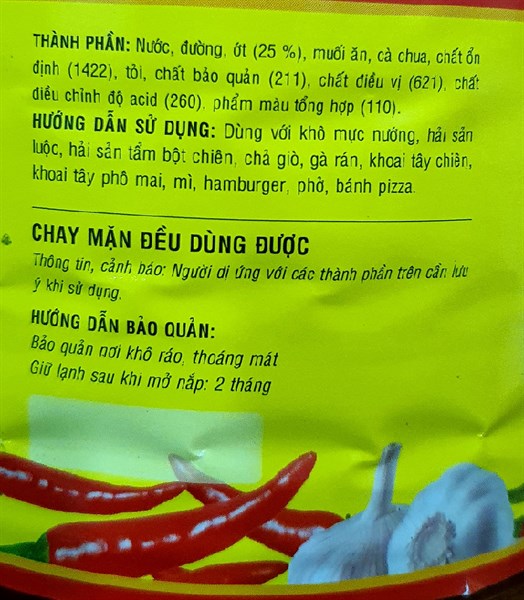 THÀNH PHẦN: Nước, đường, ớt (25 %), muối ăn, cà chua, chất ổn
định (1422), tỏi, chất bảo quản (211), chất điều vị (621), chất
điều chỉnh độ acid (260), phẩm màu tổng hợp (110).
HƯỚNG DẪN SỬ DỤNG: Dùng với khô mực nướng, hải sản
luộc, hải sản tẩm bột chiên, chả giò, gà rán, khoai tây chiên,
khoai tây phô mai, mì, hamburger, phở, bánh pizza.
CHAY MẶN ĐỀU DÙNG ĐƯỢC
Thông tin, cảnh báo: Người dị ứng với các thành phần trên cần lưu
ý khi sử dụng.
HƯỚNG DẪN BẢO QUẢN:
Bảo quản nơi khô ráo, thoáng mát
Giữ lạnh sau khi mở nắp: 2 tháng